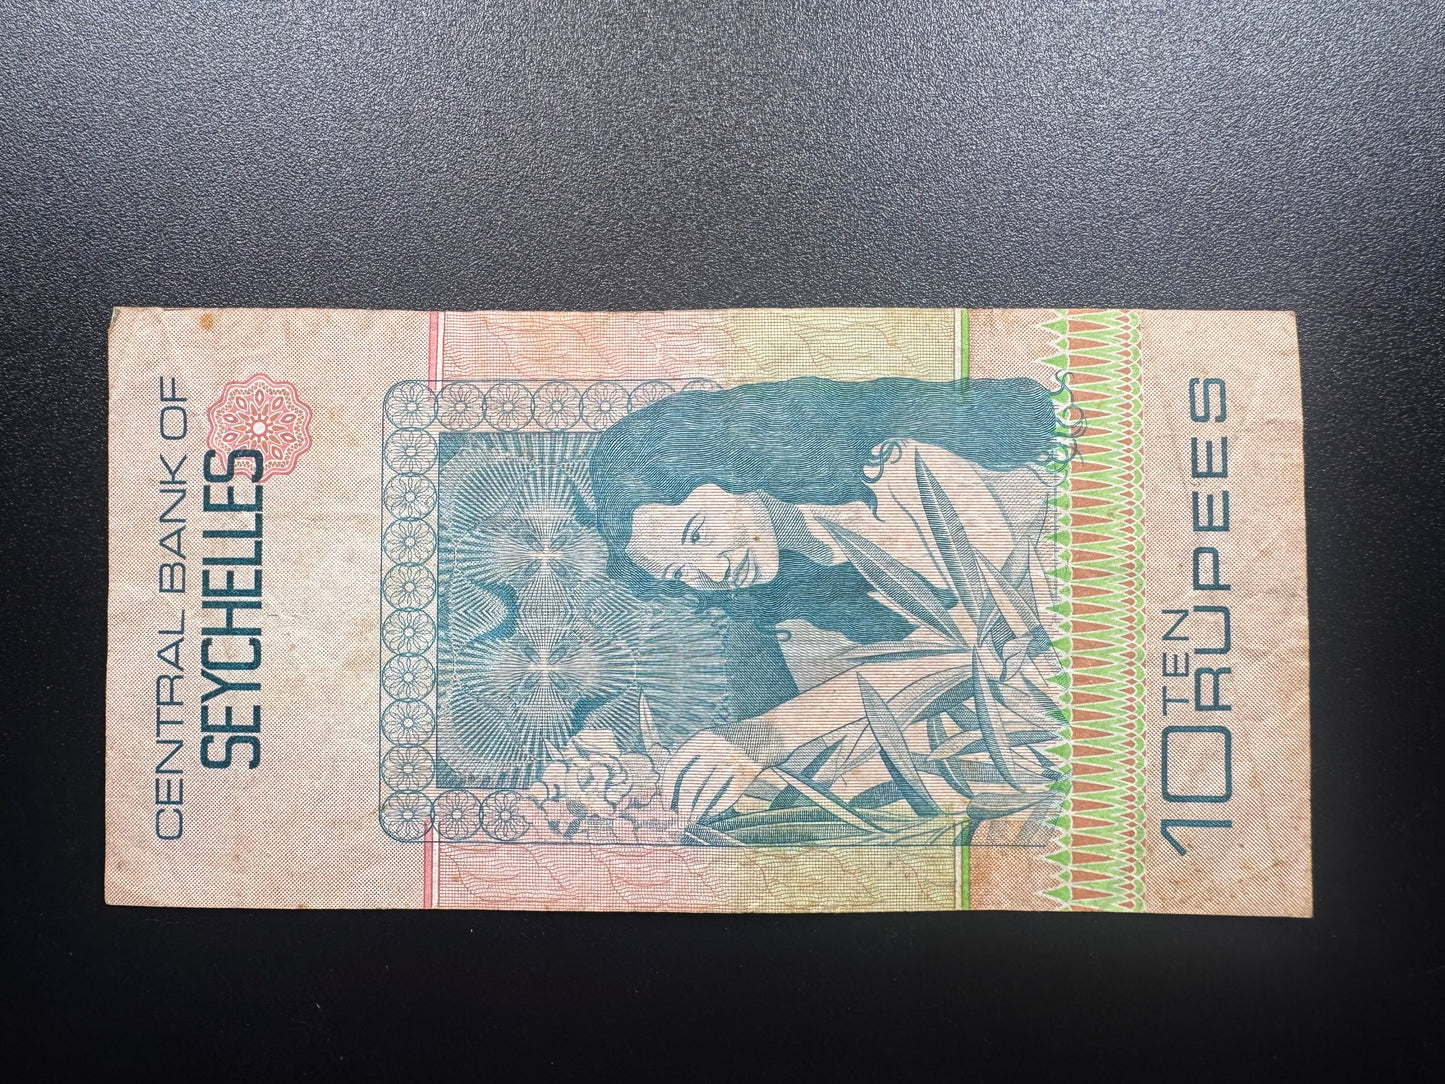 CENTRAL BANK OF
SEYCHELLES
10 TEN
RUPEES